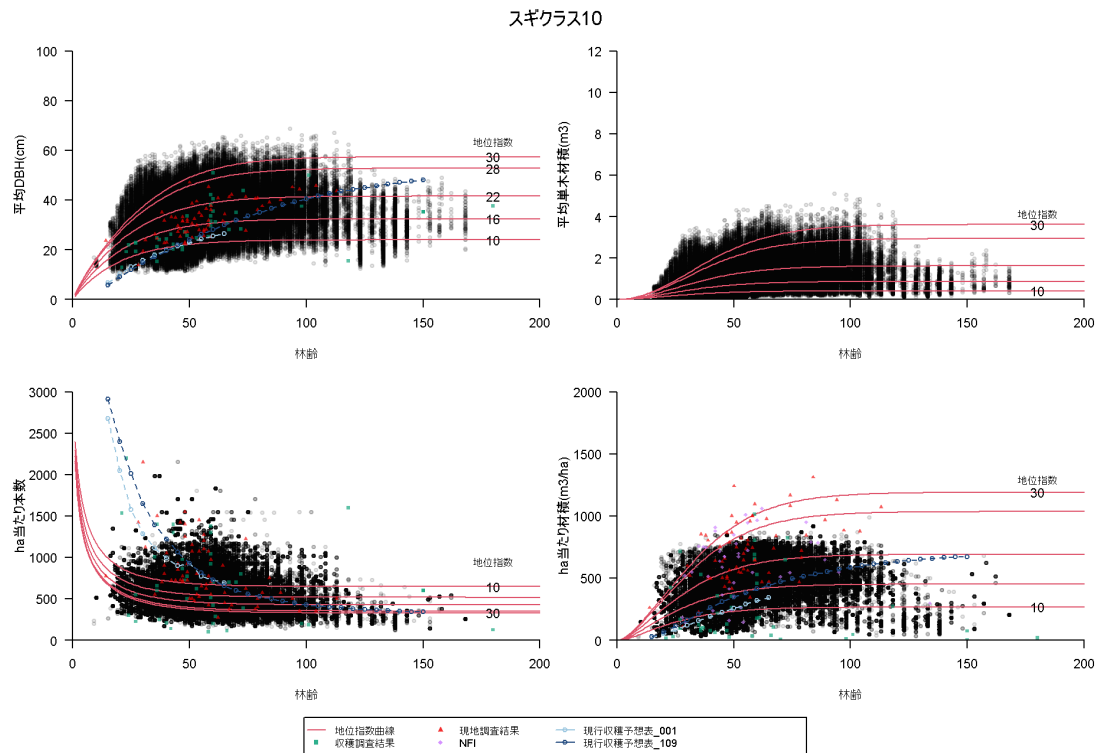 スギクラス10
100
80
60
40
20
0
平均DBH(cm)
地位指数
30
28
22
16
10
0
50
100
150
200
林齢
12
10
8
6
4
2
0
平均単木材積(m3)
地位指数
30
10
0
50
100
150
200
林齢
3000
2500
2000
1500
1000
500
0
ha当たり本数
地位指数
10
30
0
50
100
150
200
林齢
2000
1500
1000
500
0
ha当たり材積(m3/ha)
地位指数
30
10
0
50
100
150
200
林齢
地位指数曲線
収穫調査結果
現地調査結果
NFI
現行収穫予想表_001
現行収穫予想表_109